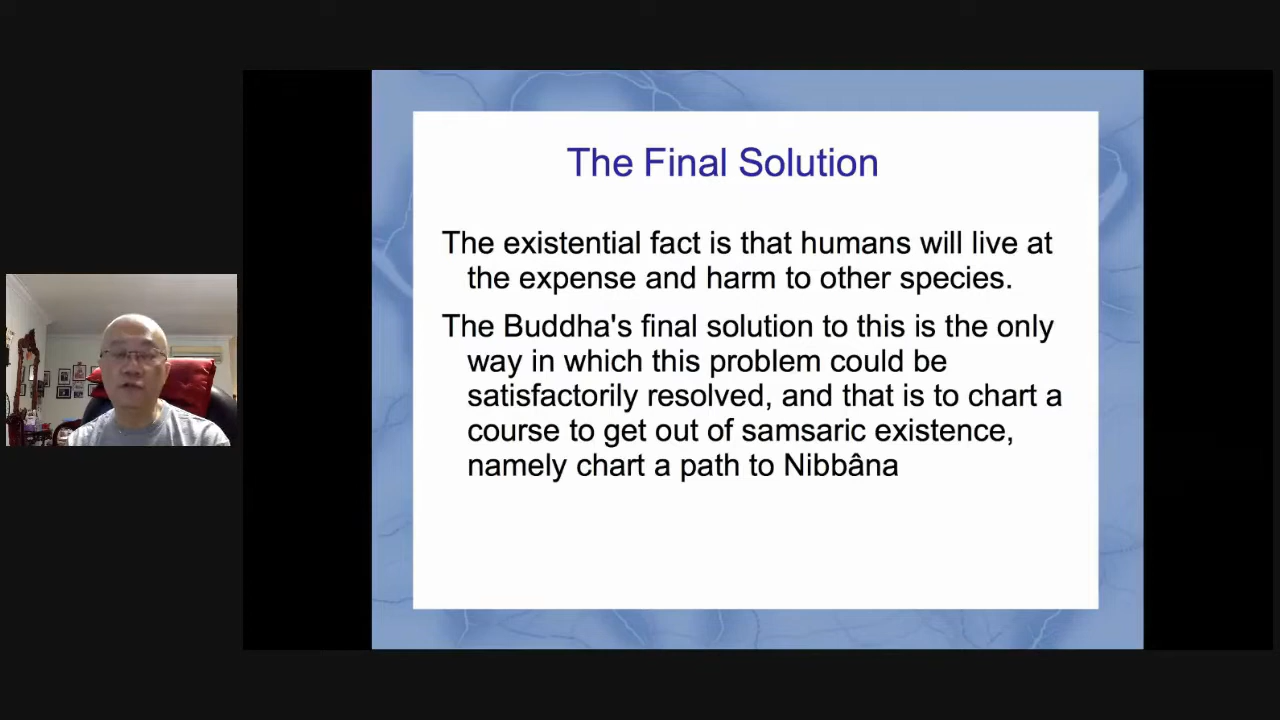 The Final Solution
The existential fact is that humans will live at
the expense and harm to other species.
The Buddha's final solution to this is the only
way in which this problem could be
satisfactorily resolved, and that is to chart a
course to get out of samsaric existence,
namely chart a path to Nibbâna